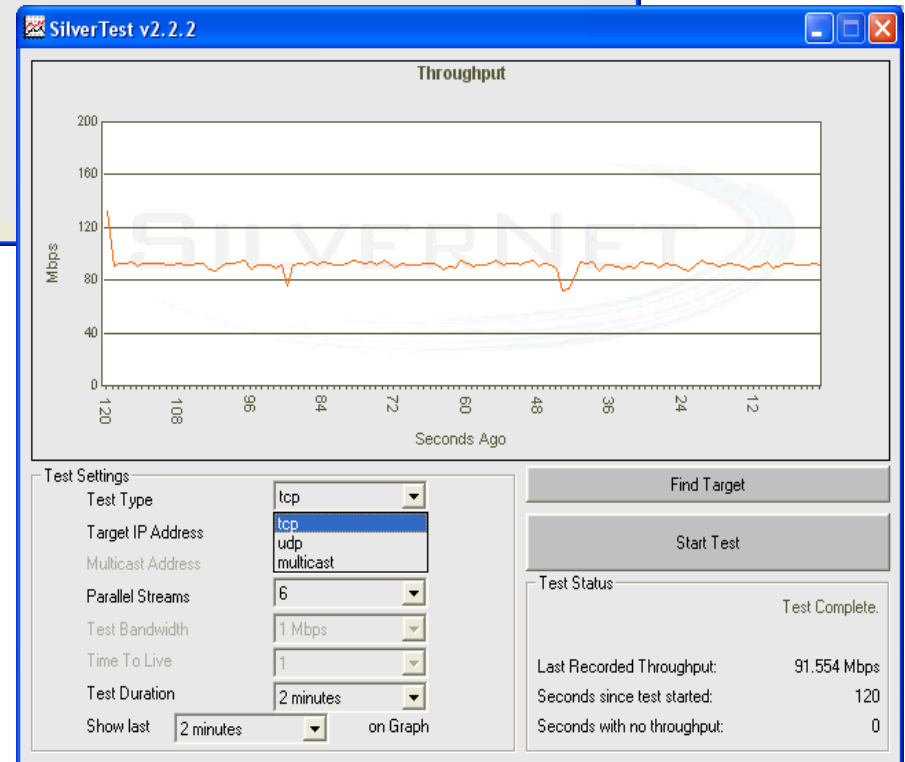 SilverTest v2.2.2
Throughput
SILVERNET
Mbps
200
160
120
80
40
0
120
108
96
84
72
60
48
36
24
12
Seconds Ago
Test Settings
Test Type tcp
tcp
udp
multicast
Target IP Address
Multicast Address
Parallel Streams 6
Test Bandwidth 1 Mbps
Time To Live 1
Test Duration 2 minutes
Show last 2 minutes on Graph
Find Target
Start Test
Test Status
Test Complete.
Last Recorded Throughput: 91.554 Mbps
Seconds since test started: 120
Seconds with no throughput: 0